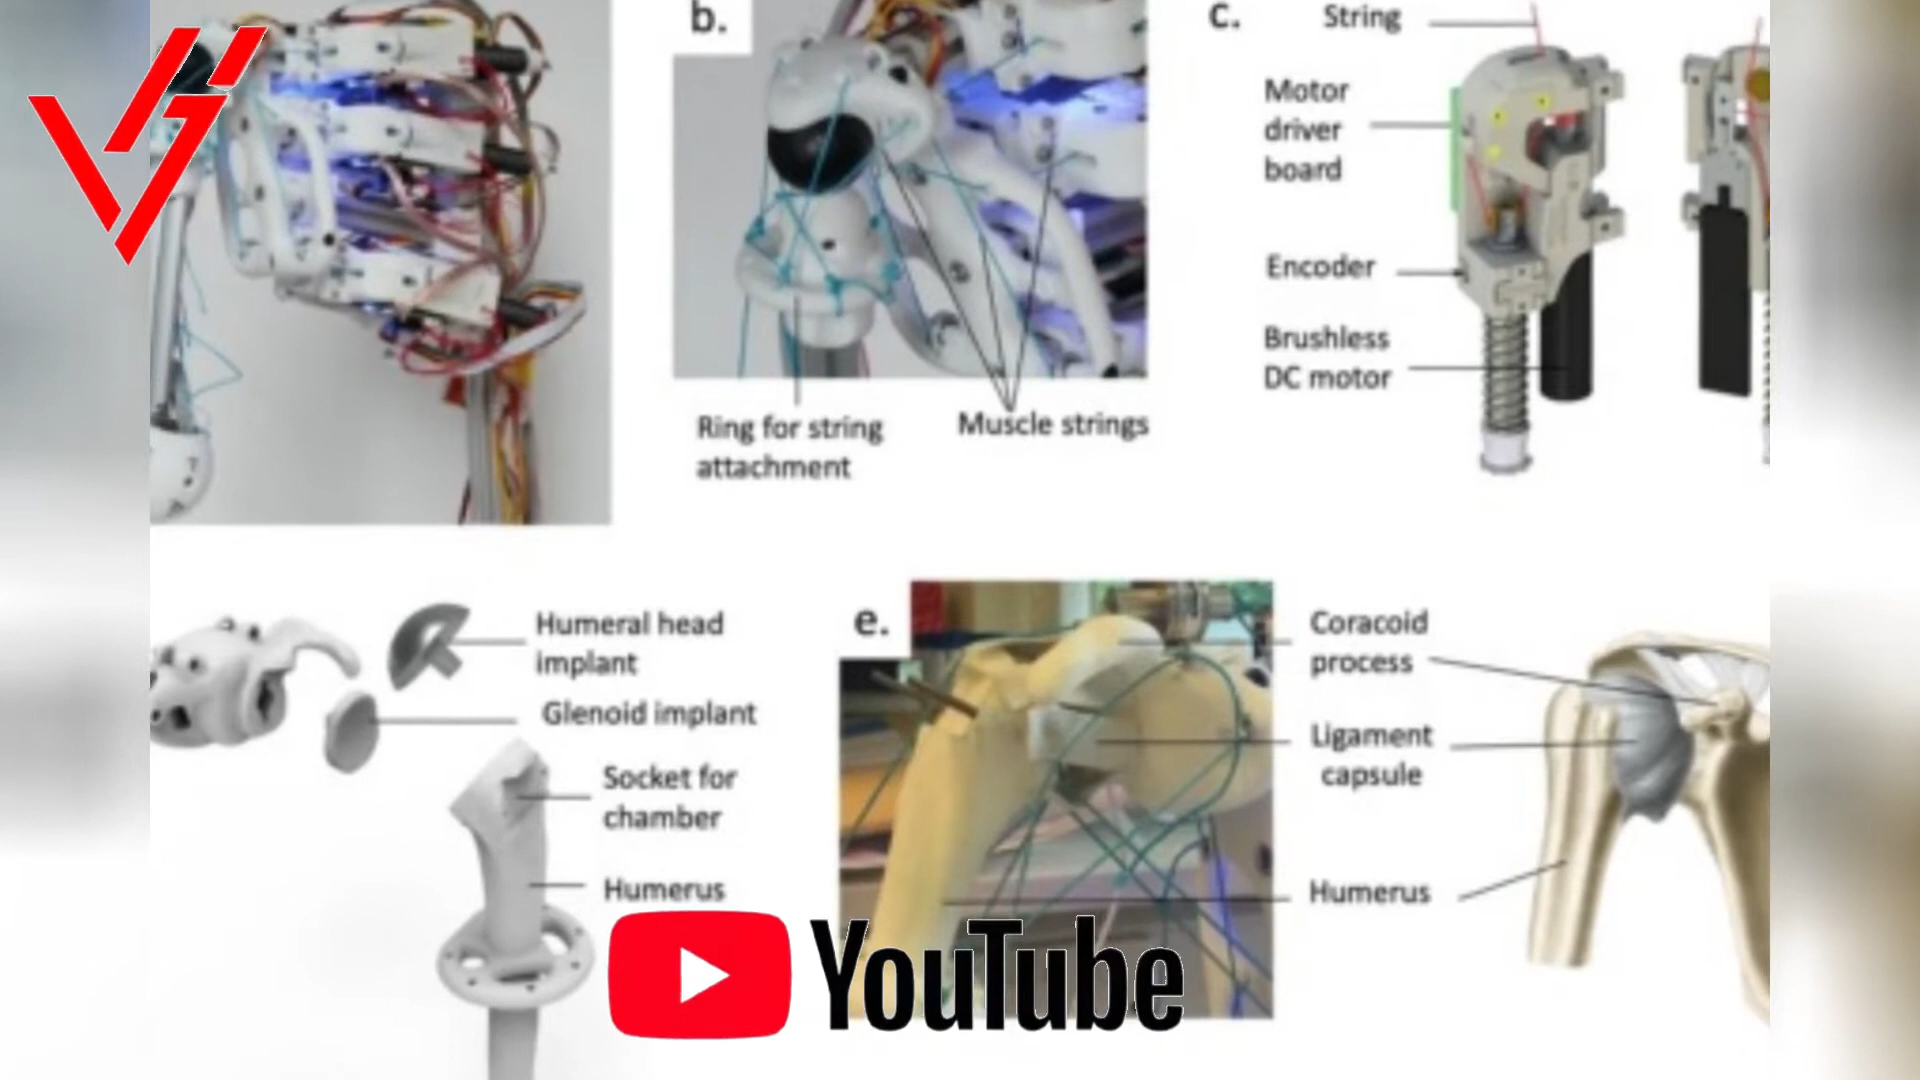 b.
c.
String
Motor
driver
board
Encoder
Brushless
DC motor
Ring for string
attachment
Muscle strings
Humeral head
implant
Glenoid implant
Socket for
chamber
Humerus
e.
Coracoid
process
Ligament
capsule
Humerus
YouTube